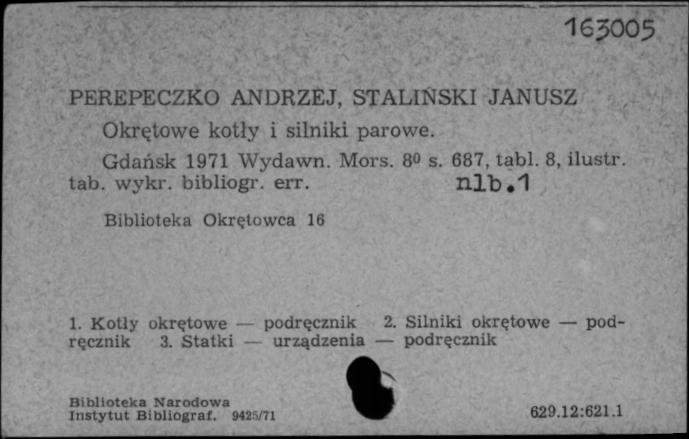 163005
PEREPECZKO ANDRZEJ, STALIŃSKI JANUSZ
Okrętowe kotły i silniki parowe.
Gdańsk 1971 Wydawn. Mors. 8⁰ s. 687, tabl. 8, ilustr.
tab. wykr. bibliogr. err. nlb.1
Biblioteka Okrętowca 16
1. Kotły okrętowe — podręcznik 2. Silniki okrętowe — pod-
ręcznik 3. Statki — urządzenia — podręcznik
Biblioteka Narodowa
Instytut Bibliograf. 9425/71 629.12:621.1